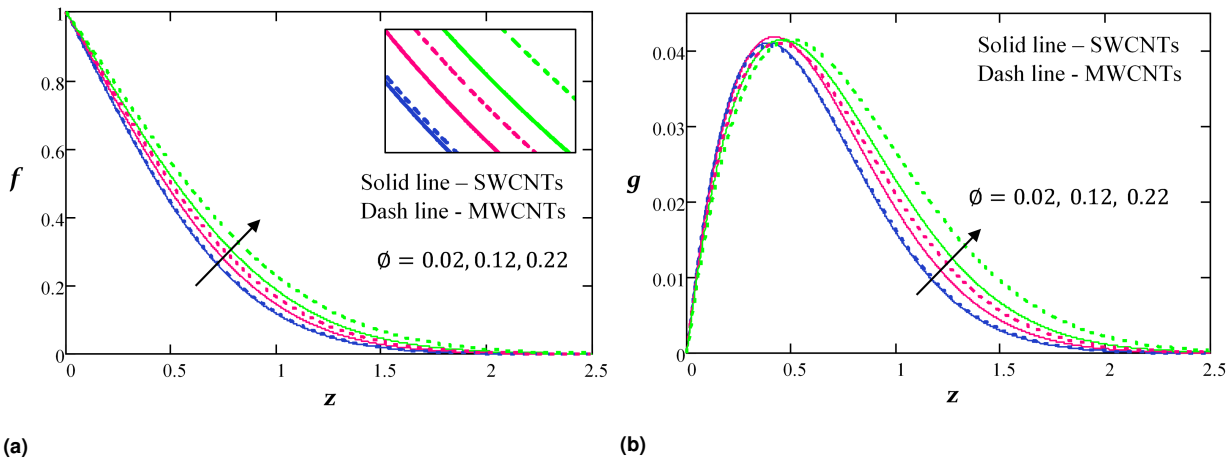 1
0.8
0.6
f
0.4
0.2
0
0
0.5
1
1.5
2
2.5
z
Solid line – SWCNTs
Dash line - MWCNTs
∅ = 0.02, 0.12, 0.22
(a)
0.04
0.03
g
0.02
0.01
0
0
0.5
1
1.5
2
2.5
z
Solid line – SWCNTs
Dash line - MWCNTs
∅ = 0.02, 0.12, 0.22
(b)